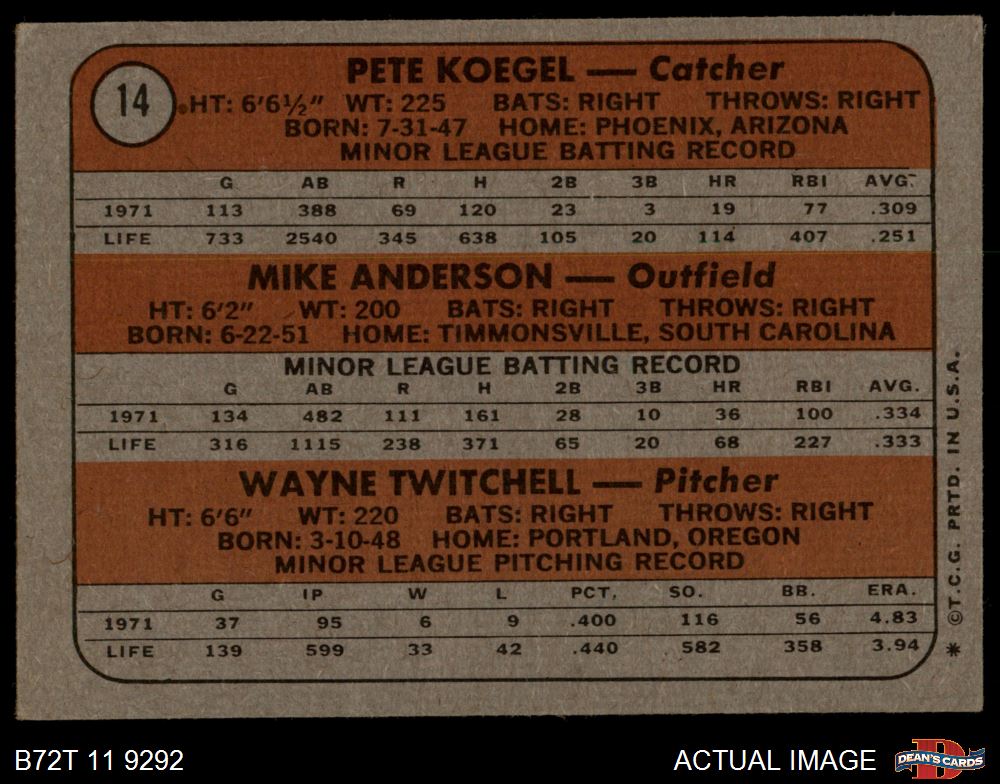 14
PETE KOEGEL — Catcher
HT: 6'6½" WT: 225 BATS: RIGHT THROWS: RIGHT
BORN: 7-31-47 HOME: PHOENIX, ARIZONA
MINOR LEAGUE BATTING RECORD
G AB R H 2B 3B HR RBI AVG.
1971 113 388 69 120 23 3 19 77 .309
LIFE 733 2540 345 638 105 20 114 407 .251
MIKE ANDERSON — Outfield
HT: 6'2" WT: 200 BATS: RIGHT THROWS: RIGHT
BORN: 6-22-51 HOME: TIMMONSVILLE, SOUTH CAROLINA
MINOR LEAGUE BATTING RECORD
G AB R H 2B 3B HR RBI AVG.
1971 134 482 111 161 28 10 36 100 .334
LIFE 316 1115 238 371 65 20 68 227 .333
WAYNE TWITCHELL — Pitcher
HT: 6'6" WT: 220 BATS: RIGHT THROWS: RIGHT
BORN: 3-10-48 HOME: PORTLAND, OREGON
MINOR LEAGUE PITCHING RECORD
G IP W L PCT. SO. BB. ERA.
1971 37 95 6 9 .400 116 56 4.83
LIFE 139 599 33 42 .440 582 358 3.94
* ©T.C.G. PRTD. IN U.S.A.
B72T 11 9292
ACTUAL IMAGE
DEAN'S CARDS